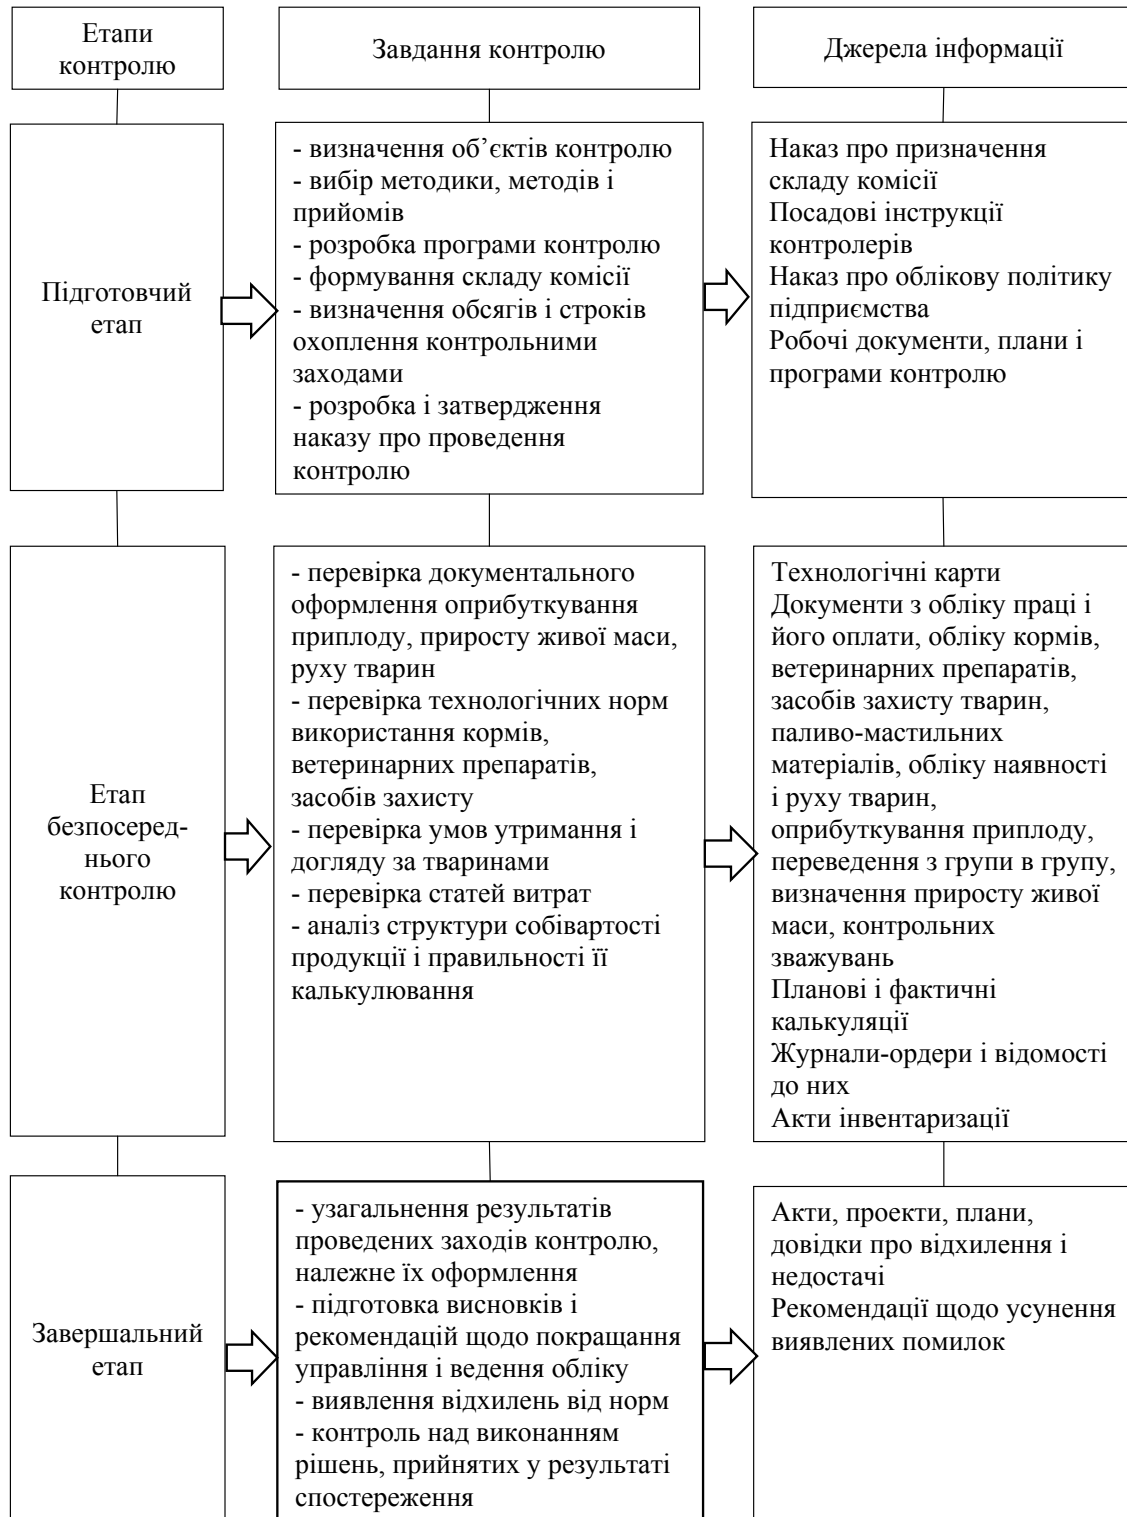 Етапи
контролю
Завдання контролю
Джерела інформації
Підготовчий
етап
- визначення об’єктів контролю
- вибір методики, методів і
прийомів
- розробка програми контролю
- формування складу комісії
- визначення обсягів і строків
охоплення контрольними
заходами
- розробка і затвердження
наказу про проведення
контролю
Наказ про призначення
складу комісії
Посадові інструкції
контролерів
Наказ про облікову політику
підприємства
Робочі документи, плани і
програми контролю
Етап
безпосеред-
нього
контролю
- перевірка документального
оформлення оприбуткування
приплоду, приросту живої маси,
руху тварин
- перевірка технологічних норм
використання кормів,
ветеринарних препаратів,
засобів захисту
- перевірка умов утримання і
догляду за тваринами
- перевірка статей витрат
- аналіз структури собівартості
продукції і правильності її
калькулювання
Технологічні карти
Документи з обліку праці і
його оплати, обліку кормів,
ветеринарних препаратів,
засобів захисту тварин,
паливо-мастильних
матеріалів, обліку наявності
і руху тварин,
оприбуткування приплоду,
переведення з групи в групу,
визначення приросту живої
маси, контрольних
зважувань
Планові і фактичні
калькуляції
Журнали-ордери і відомості
до них
Акти інвентаризації
Завершальний
етап
- узагальнення результатів
проведених заходів контролю,
належне їх оформлення
- підготовка висновків і
рекомендацій щодо покращання
управління і ведення обліку
- виявлення відхилень від норм
- контроль над виконанням
рішень, прийнятих у результаті
спостереження
Акти, проекти, плани,
довідки про відхилення і
недостачі
Рекомендації щодо усунення
виявлених помилок